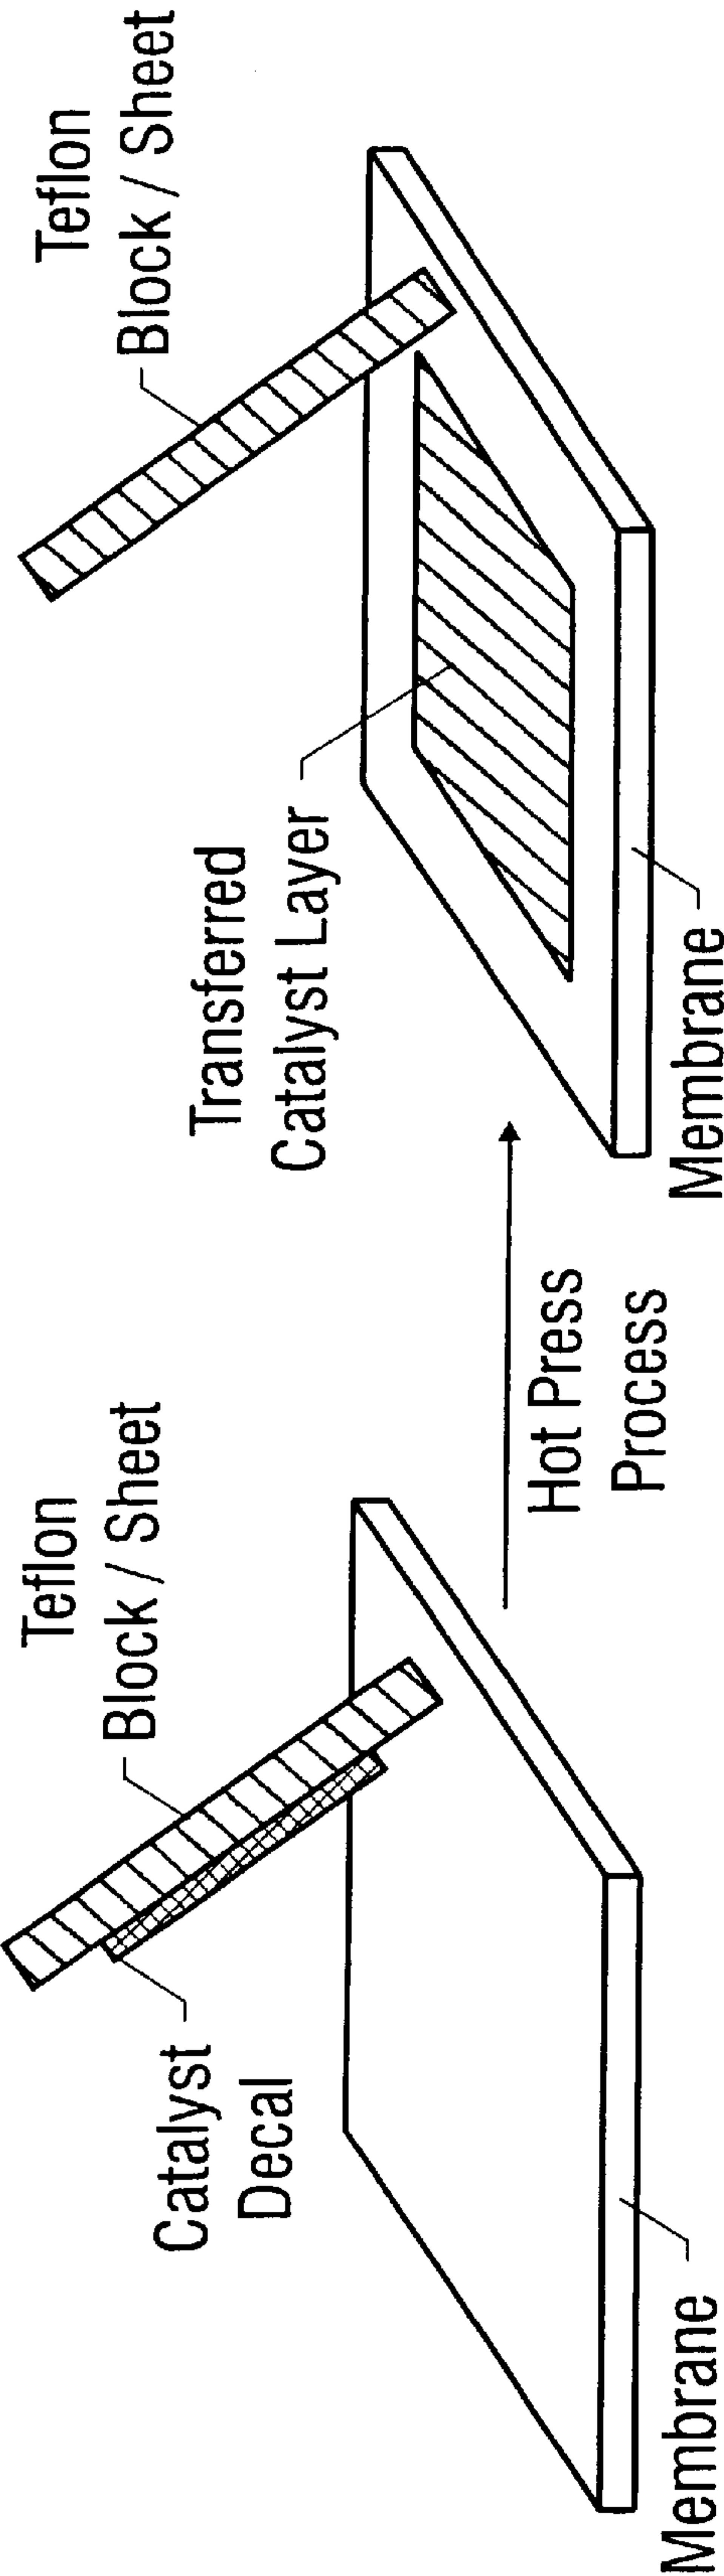 Teflon
Block / Sheet
Catalyst
Decal
Membrane
Hot Press
Process
Teflon
Block / Sheet
Transferred
Catalyst Layer
Membrane